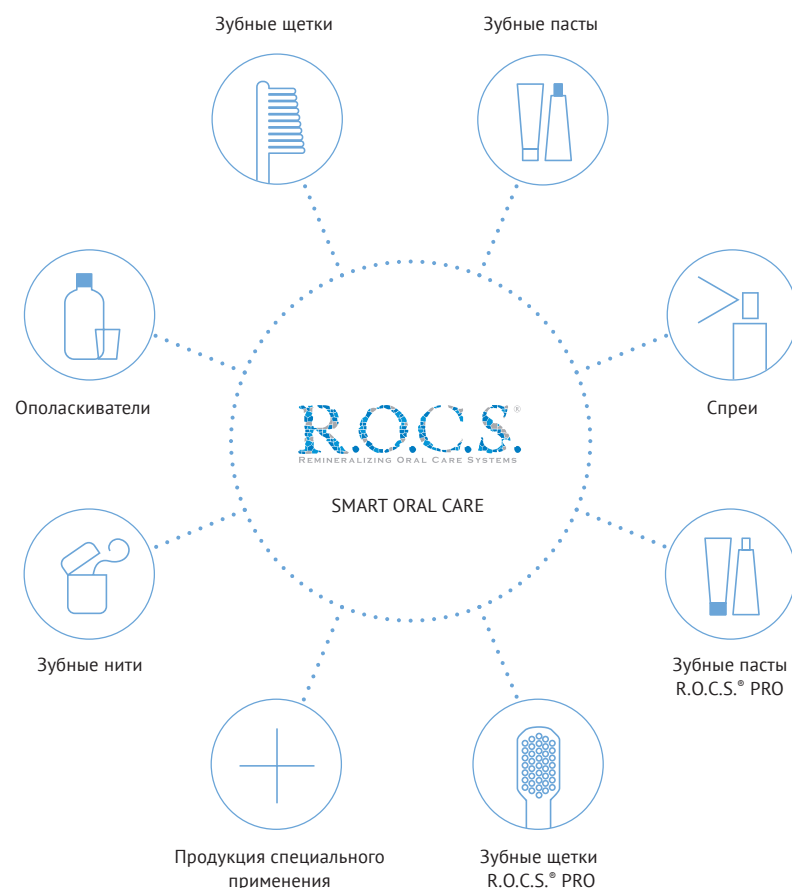 Зубные щетки
Зубные пасты
Ополаскиватели
Спреи
R.O.C.S.®
REMINERALIZING ORAL CARE SYSTEMS
SMART ORAL CARE
Зубные нити
Зубные пасты
R.O.C.S.® PRO
Продукция специального
применения
Зубные щетки
R.O.C.S.® PRO